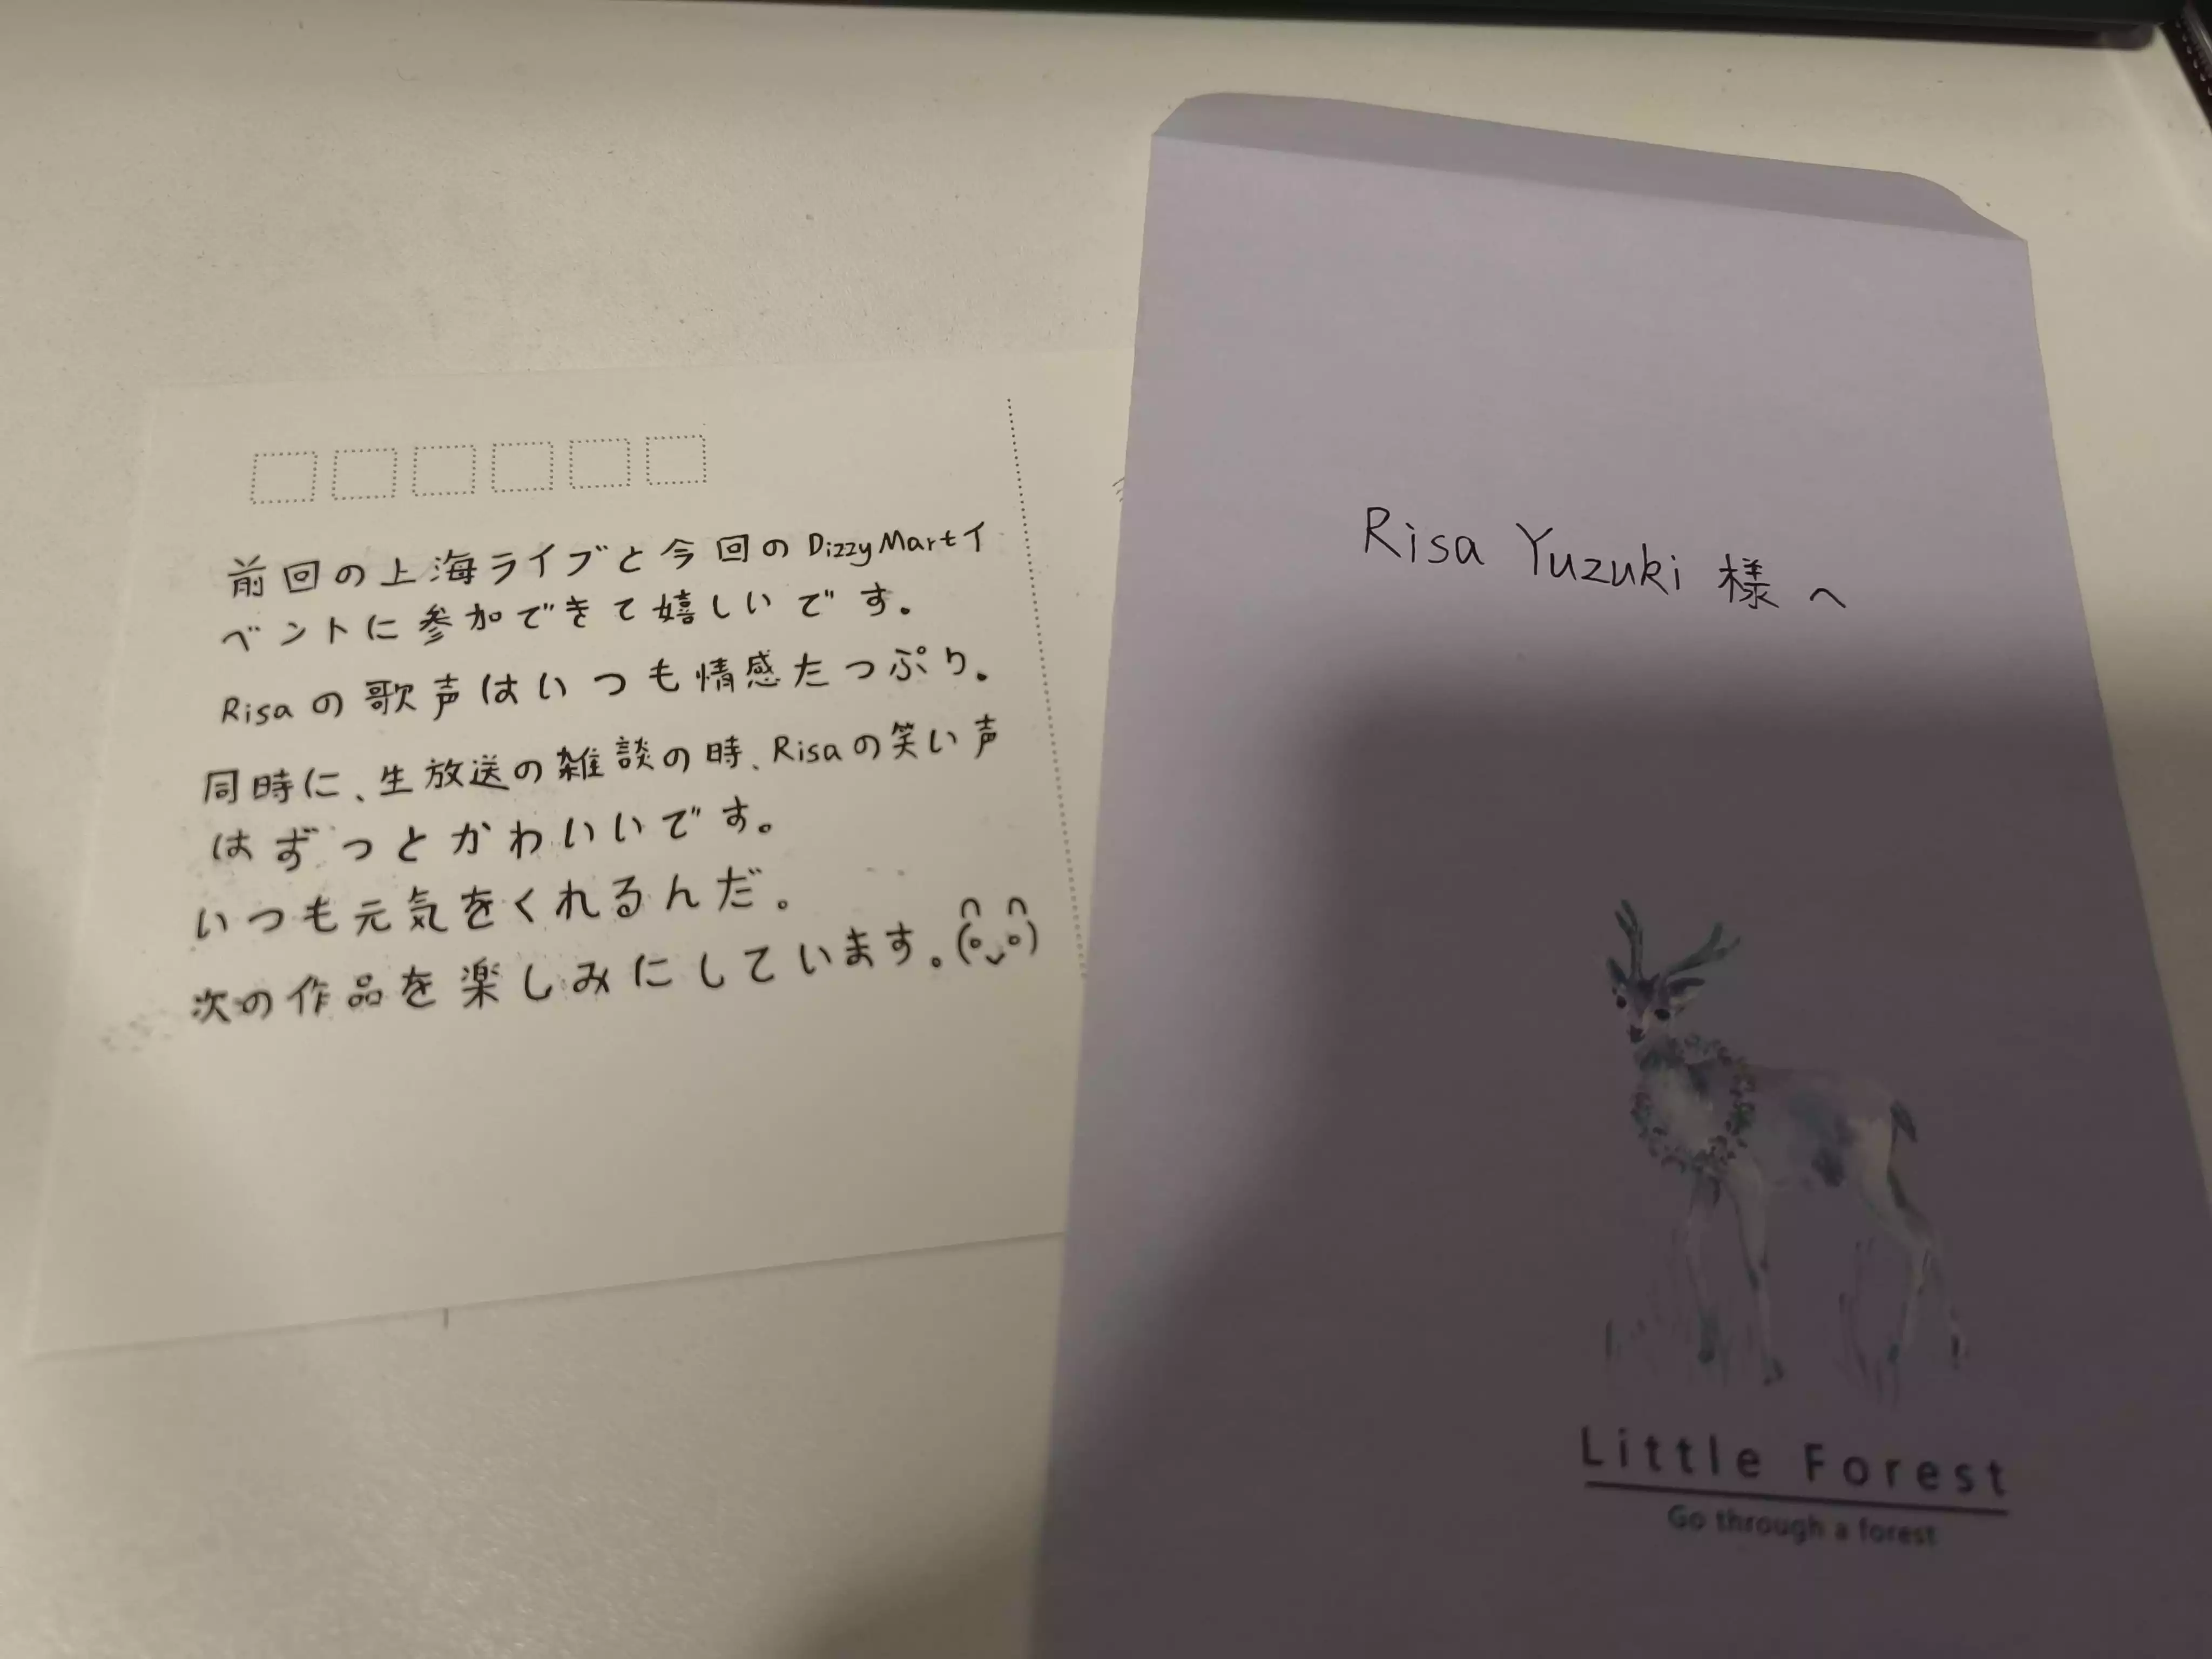 前回の上海ライブと今回のDizzyMartイ
ベントに参加できて嬉しいです。
Risaの歌声はいつも情感たっぷり。
同時に、生放送の雑談の時、Risaの笑い声
はずっとかわいいです。
いつも元気をくれるんだ。
次の作品を楽しみにしています。
Risa Yuzuki 様へ
Little Forest
Go through a forest